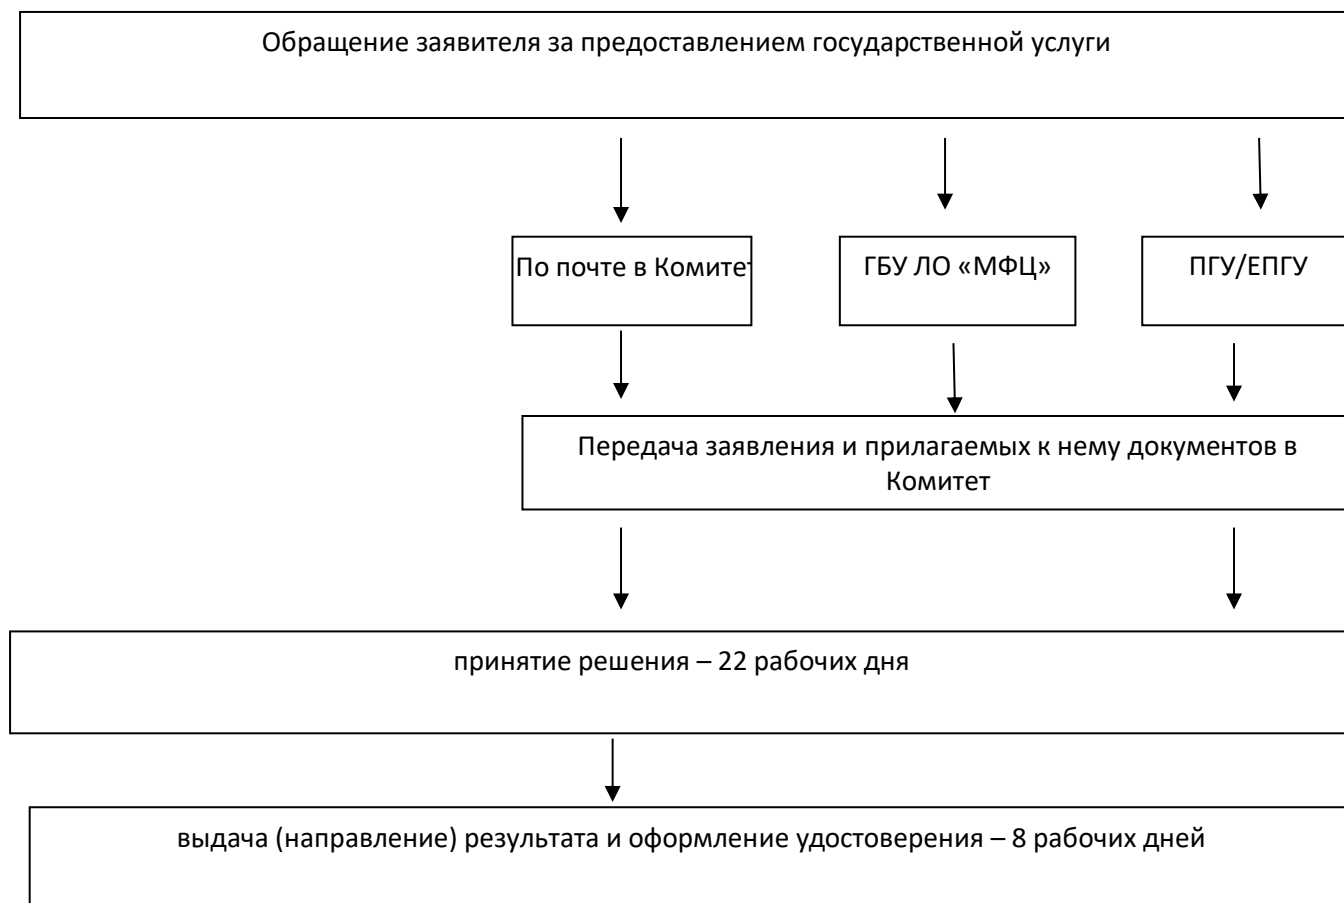 Обращение заявителя за предоставлением государственной услуги
По почте в Комитет
ГБУ ЛО «МФЦ»
ПГУ/ЕПГУ
Передача заявления и прилагаемых к нему документов в
Комитет
принятие решения – 22 рабочих дня
выдача (направление) результата и оформление удостоверения – 8 рабочих дней